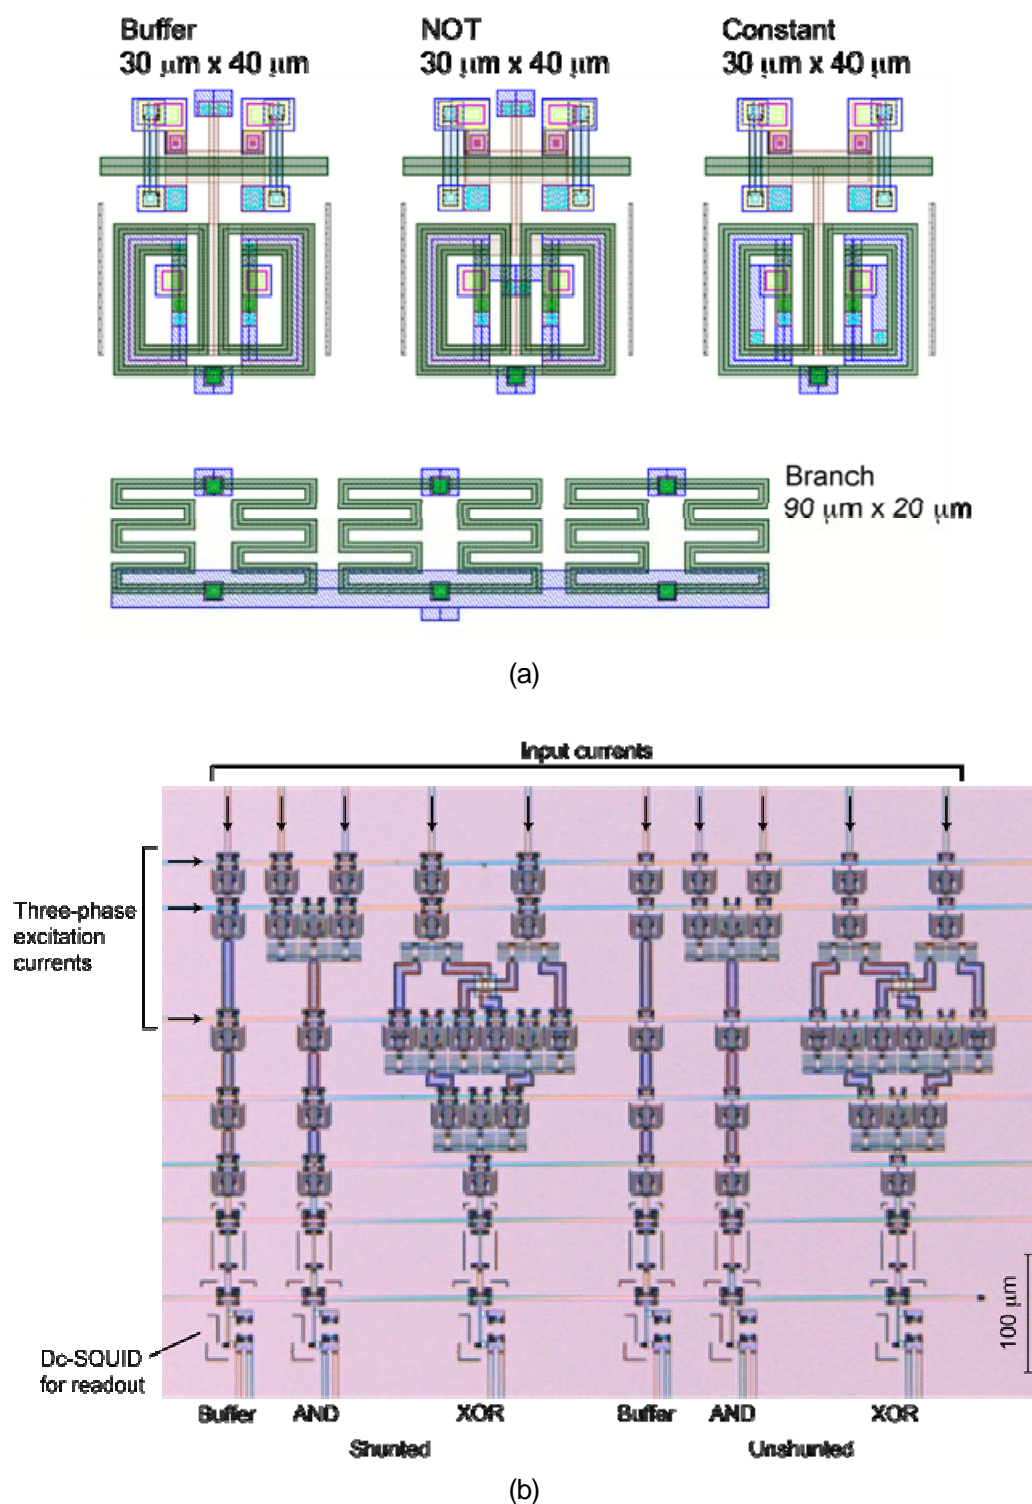 Buffer
30 μm x 40 μm
NOT
30 μm x 40 μm
Constant
30 μm x 40 μm
Branch
90 μm x 20 μm
(a)
Input currents
Three-phase
excitation
currents
100 μm
Dc-SQUID
for readout
Buffer
AND
XOR
Buffer
AND
XOR
Shunted
Unshunted
(b)